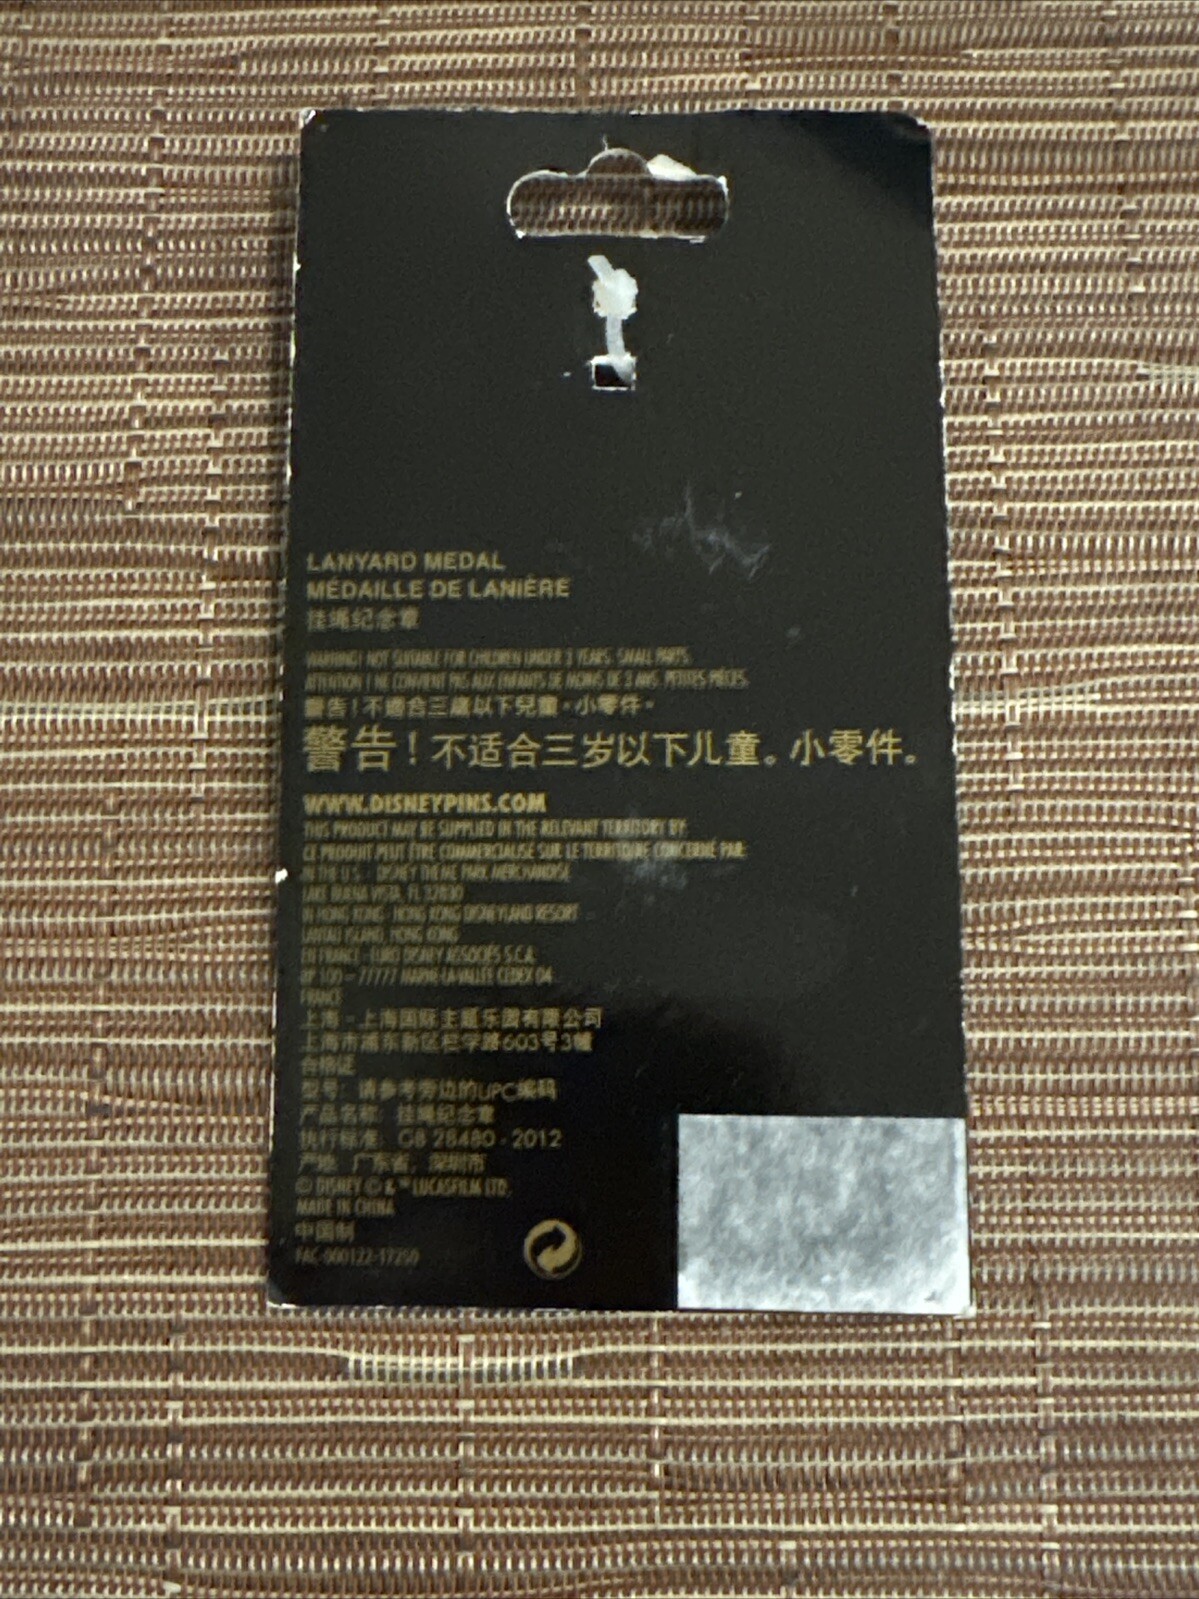 LANYARD MEDAL
MÉDAILLE DE LANIÈRE
挂绳纪念章
WARNING! NOT SUITABLE FOR CHILDREN UNDER 3 YEARS. SMALL PARTS.
ATTENTION ! NE CONVIENT PAS AUX ENFANTS DE MOINS DE 3 ANS. PETITES PIÈCES.
警告！不適合三歲以下兒童。小零件。
警告！不适合三岁以下儿童。小零件。
WWW.DISNEYPINS.COM
THIS PRODUCT MAY BE SUPPLIED IN THE RELEVANT TERRITORY BY:
CE PRODUIT PEUT ÊTRE COMMERCIALISÉ SUR LE TERRITOIRE CONCERNÉ PAR:
IN THE U.S. - DISNEY THEME PARK MERCHANDISE
LAKE BUENA VISTA, FL 32830
IN HONG KONG - HONG KONG DISNEYLAND RESORT
LANTAU ISLAND, HONG KONG
EN FRANCE - EURO DISNEY ASSOCIÉS S.C.A.
BP 100 – 77777 MARNE-LA-VALLÉE CEDEX 04
FRANCE
上海 - 上海国际主题乐园有限公司
上海市浦东新区栏学路603号3幢
合格证
型号：请参考旁边的UPC编码
产品名称：挂绳纪念章
执行标准：GB 28480 - 2012
产地：广东省，深圳市
© DISNEY © & ™ LUCASFILM LTD.
MADE IN CHINA
中国制
FAC-000122-17250